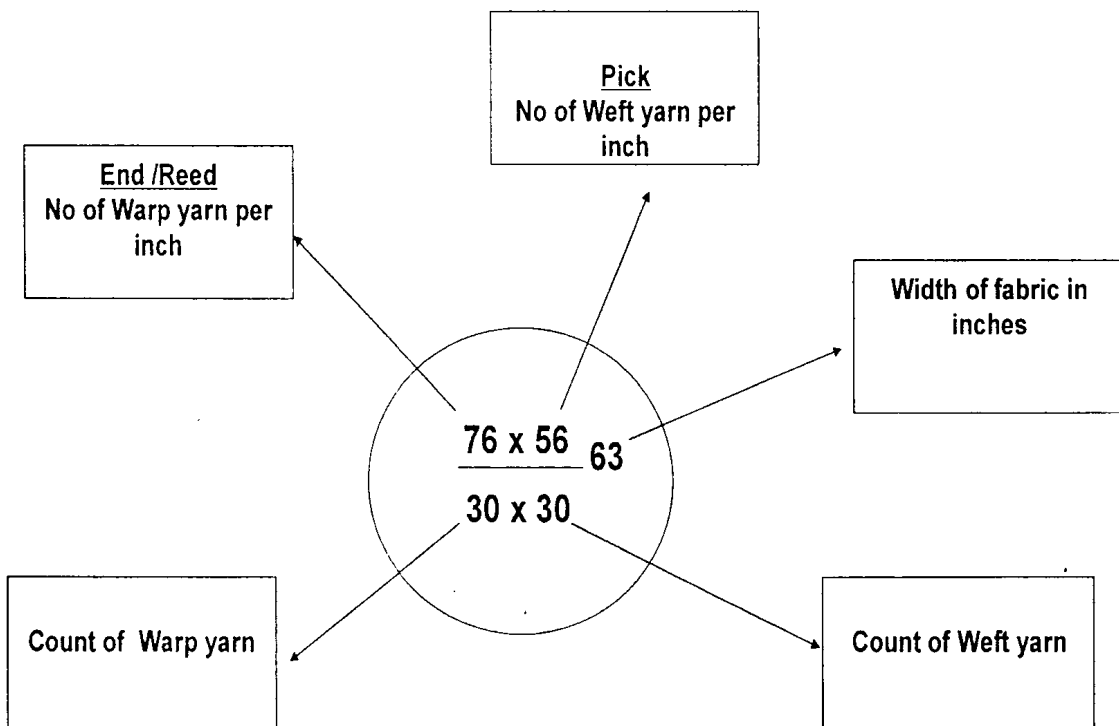 Pick
No of Weft yarn per
inch
End /Reed
No of Warp yarn per
inch
Width of fabric in
inches
76 x 56
63
30 x 30
Count of Warp yarn
Count of Weft yarn